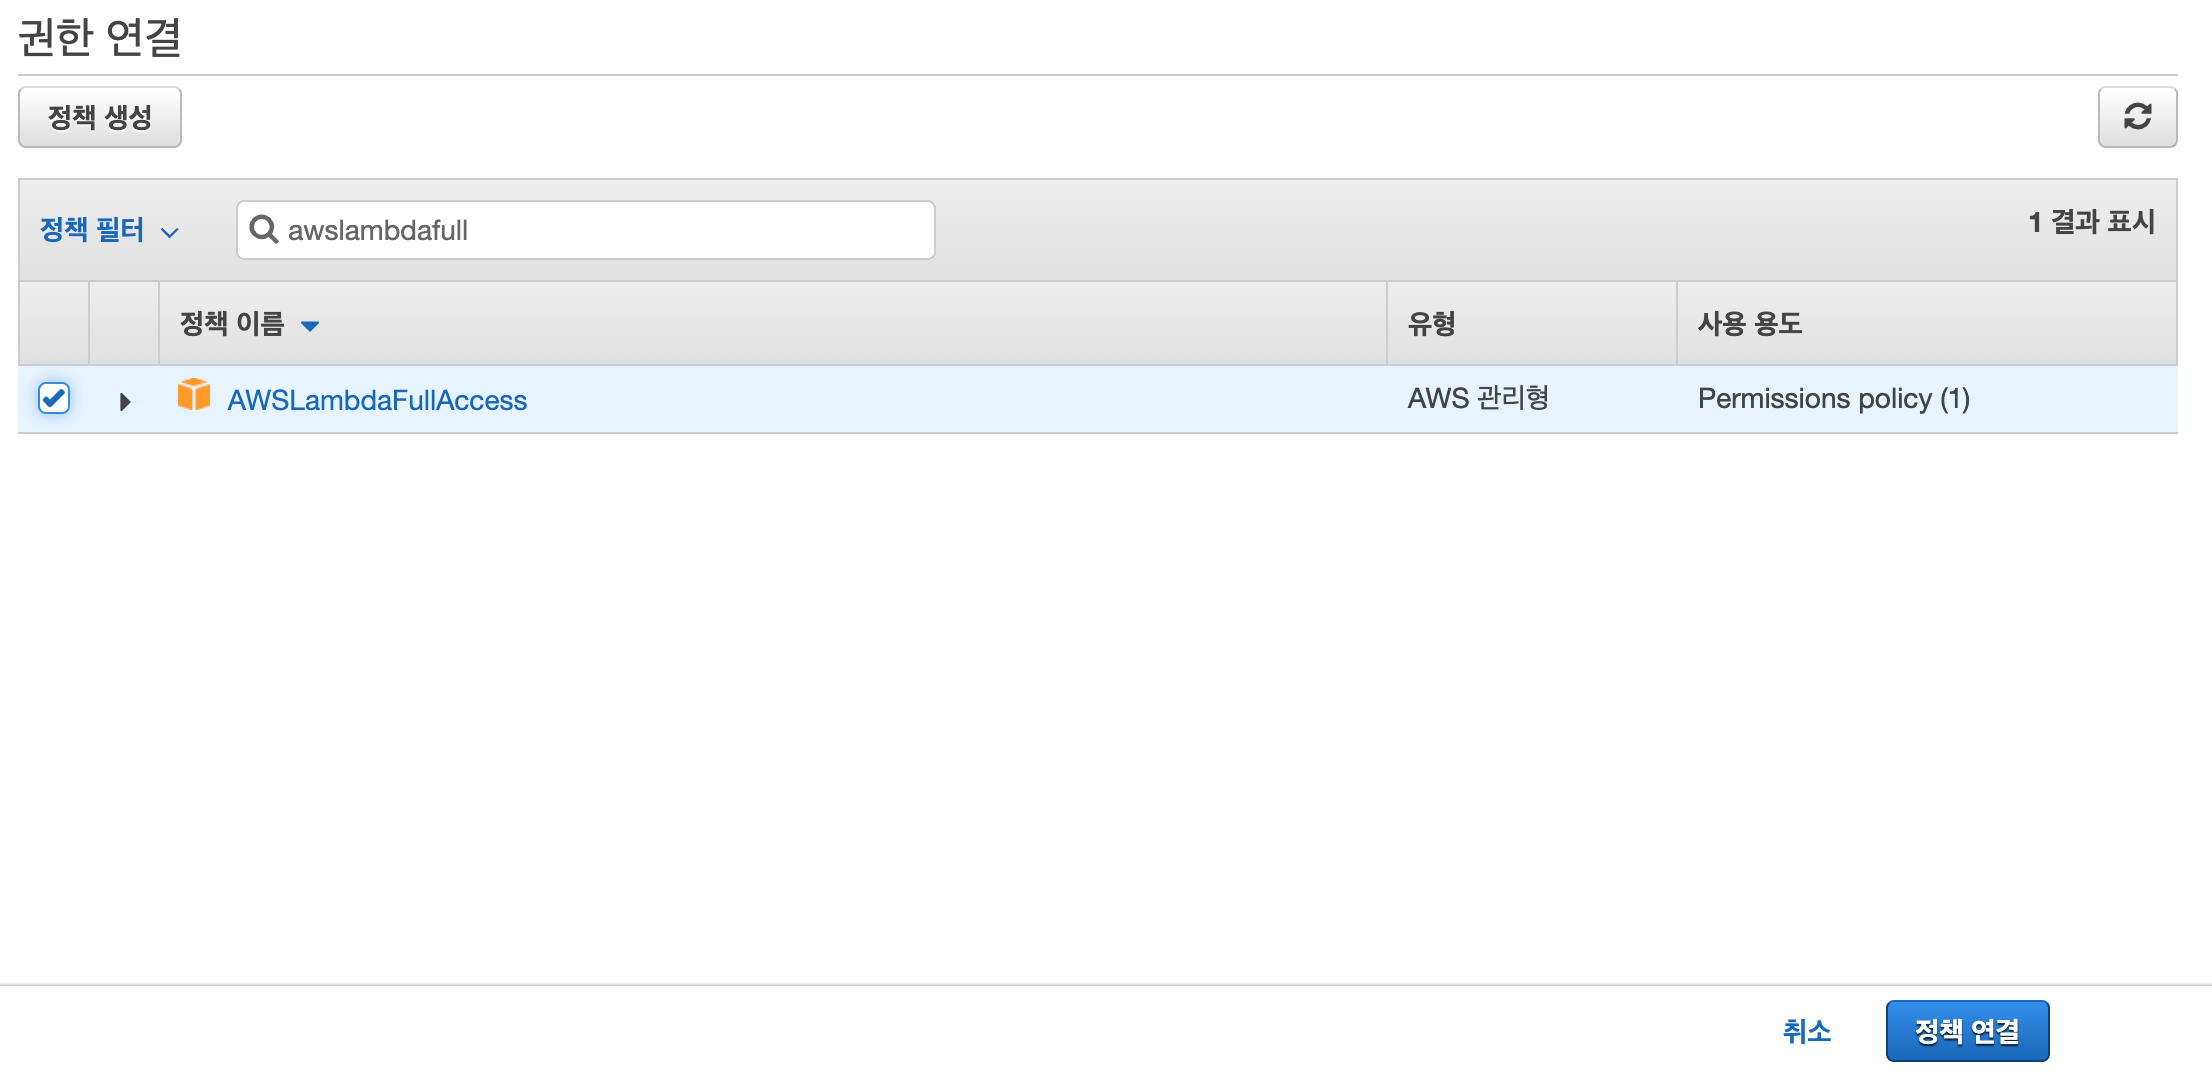 권한 연결
정책 생성
정책 필터 awslambdafull 1 결과 표시
정책 이름 유형 사용 용도
AWSLambdaFullAccess AWS 관리형 Permissions policy (1)
취소 정책 연결